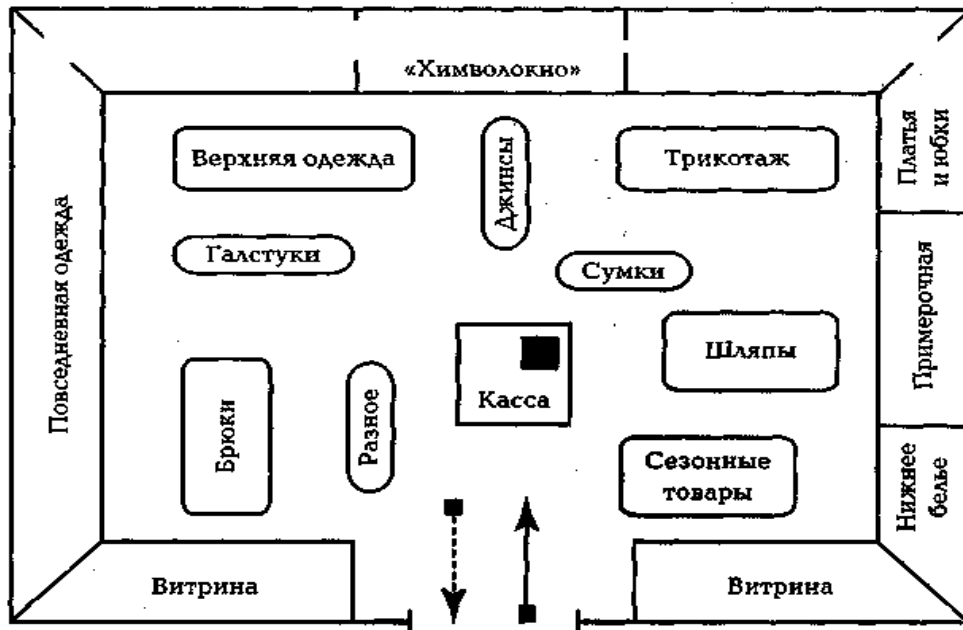 «Химволокно»
Верхняя одежда
Джинсы
Трикотаж
Платья
и юбки
Повседневная одежда
Галстуки
Сумки
Примерочная
Шляпы
Касса
Брюки
Разное
Сезонные
товары
Нижнее
белье
Витрина
Витрина